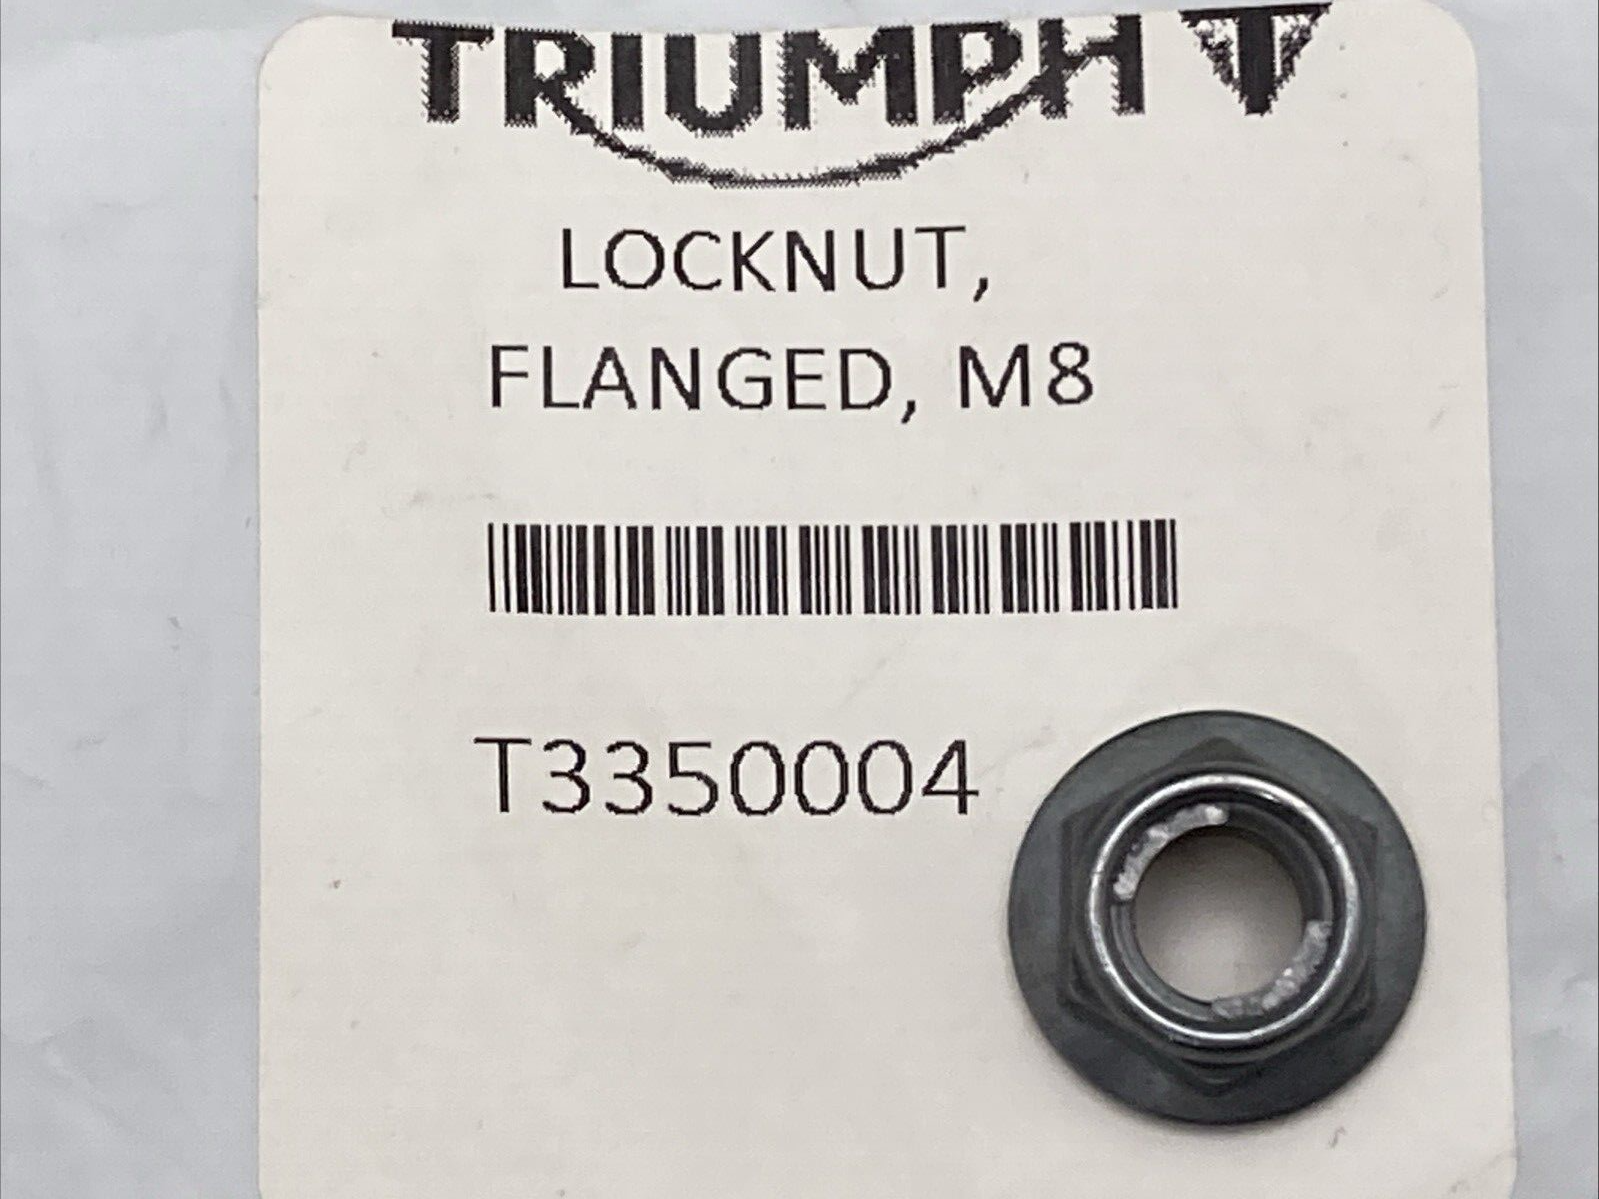 TRIUMPH
LOCKNUT,
FLANGED, M8
T3350004